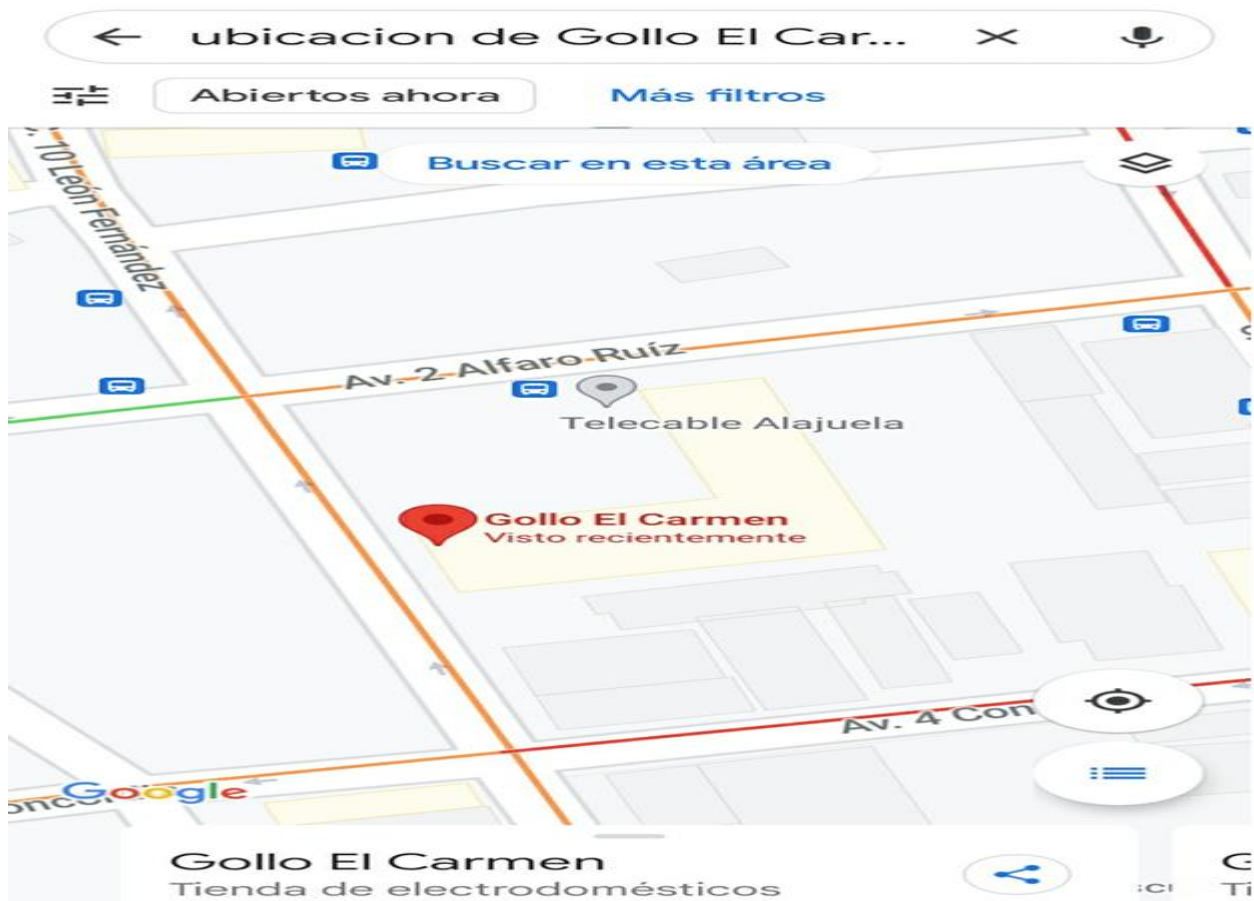 ubicacion de Gollo El Car...
Abiertos ahora
Más filtros
Buscar en esta área
10 León Fernández
Av. 2 Alfaro Ruíz
Telecable Alajuela
Gollo El Carmen
Visto recientemente
Av. 4 Con
Google
Gollo El Carmen
Tienda de electrodomésticos